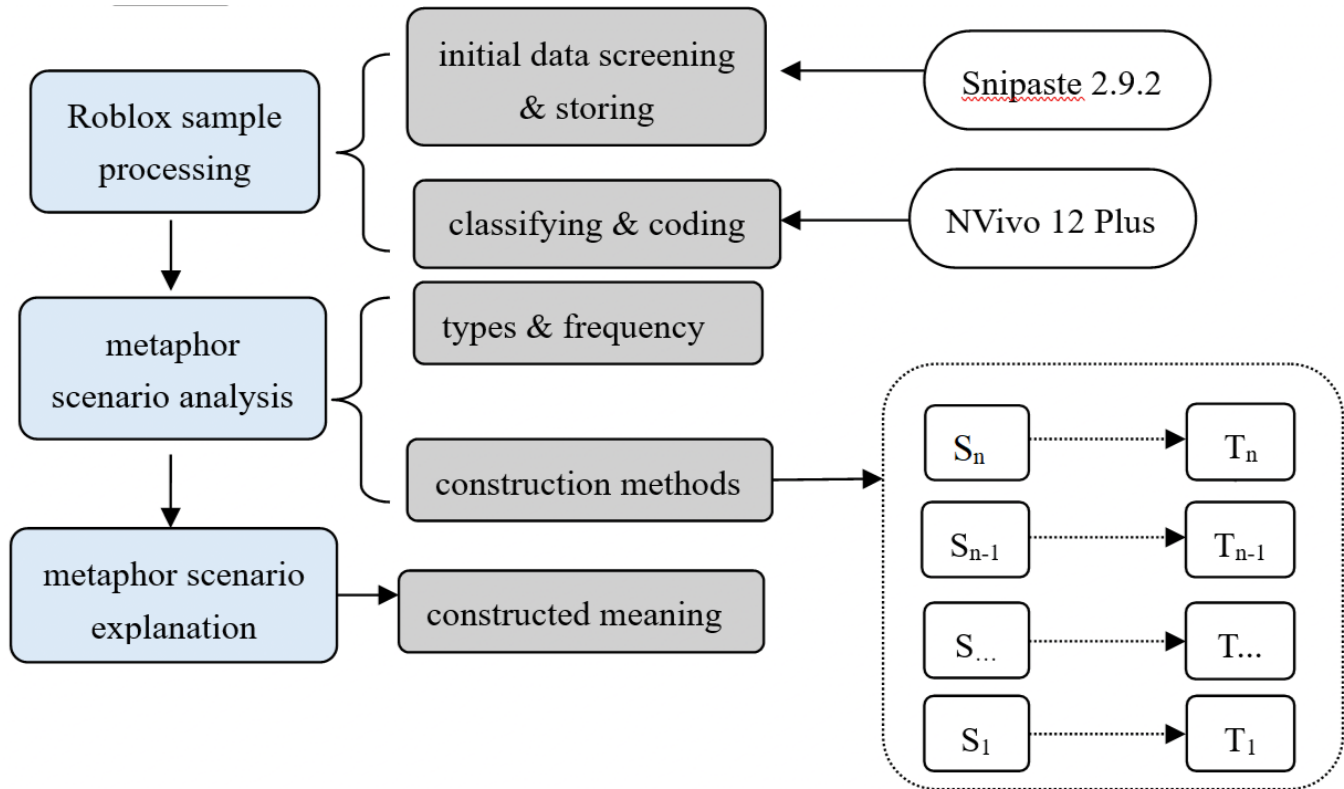 Roblox sample
processing
initial data screening
& storing
Snipaste 2.9.2
classifying & coding
NVivo 12 Plus
metaphor
scenario analysis
types & frequency
construction methods
metaphor scenario
explanation
constructed meaning
Sn
Tn
Sn-1
Tn-1
S...
T...
S1
T1